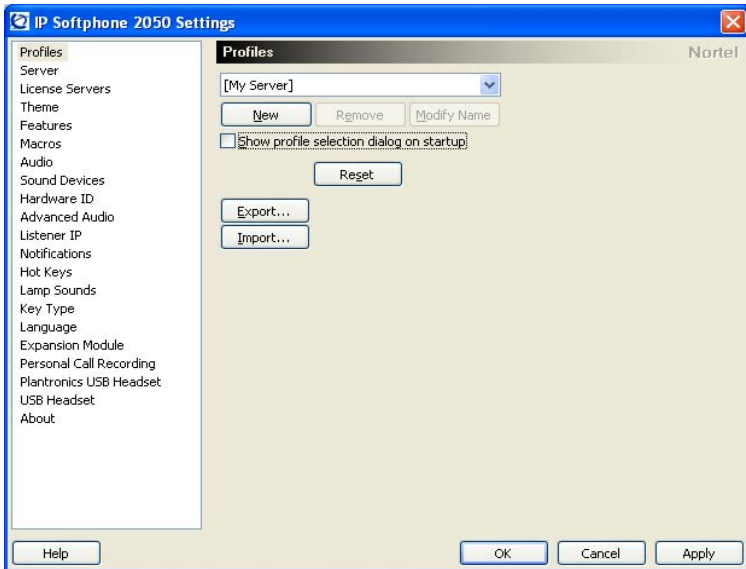 IP Softphone 2050 Settings
Profiles
Server
License Servers
Theme
Features
Macros
Audio
Sound Devices
Hardware ID
Advanced Audio
Listener IP
Notifications
Hot Keys
Lamp Sounds
Key Type
Language
Expansion Module
Personal Call Recording
Plantronics USB Headset
USB Headset
About
Profiles
Nortel
[My Server]
New
Remove
Modify Name
Show profile selection dialog on startup
Reset
Export...
Import...
Help
OK
Cancel
Apply